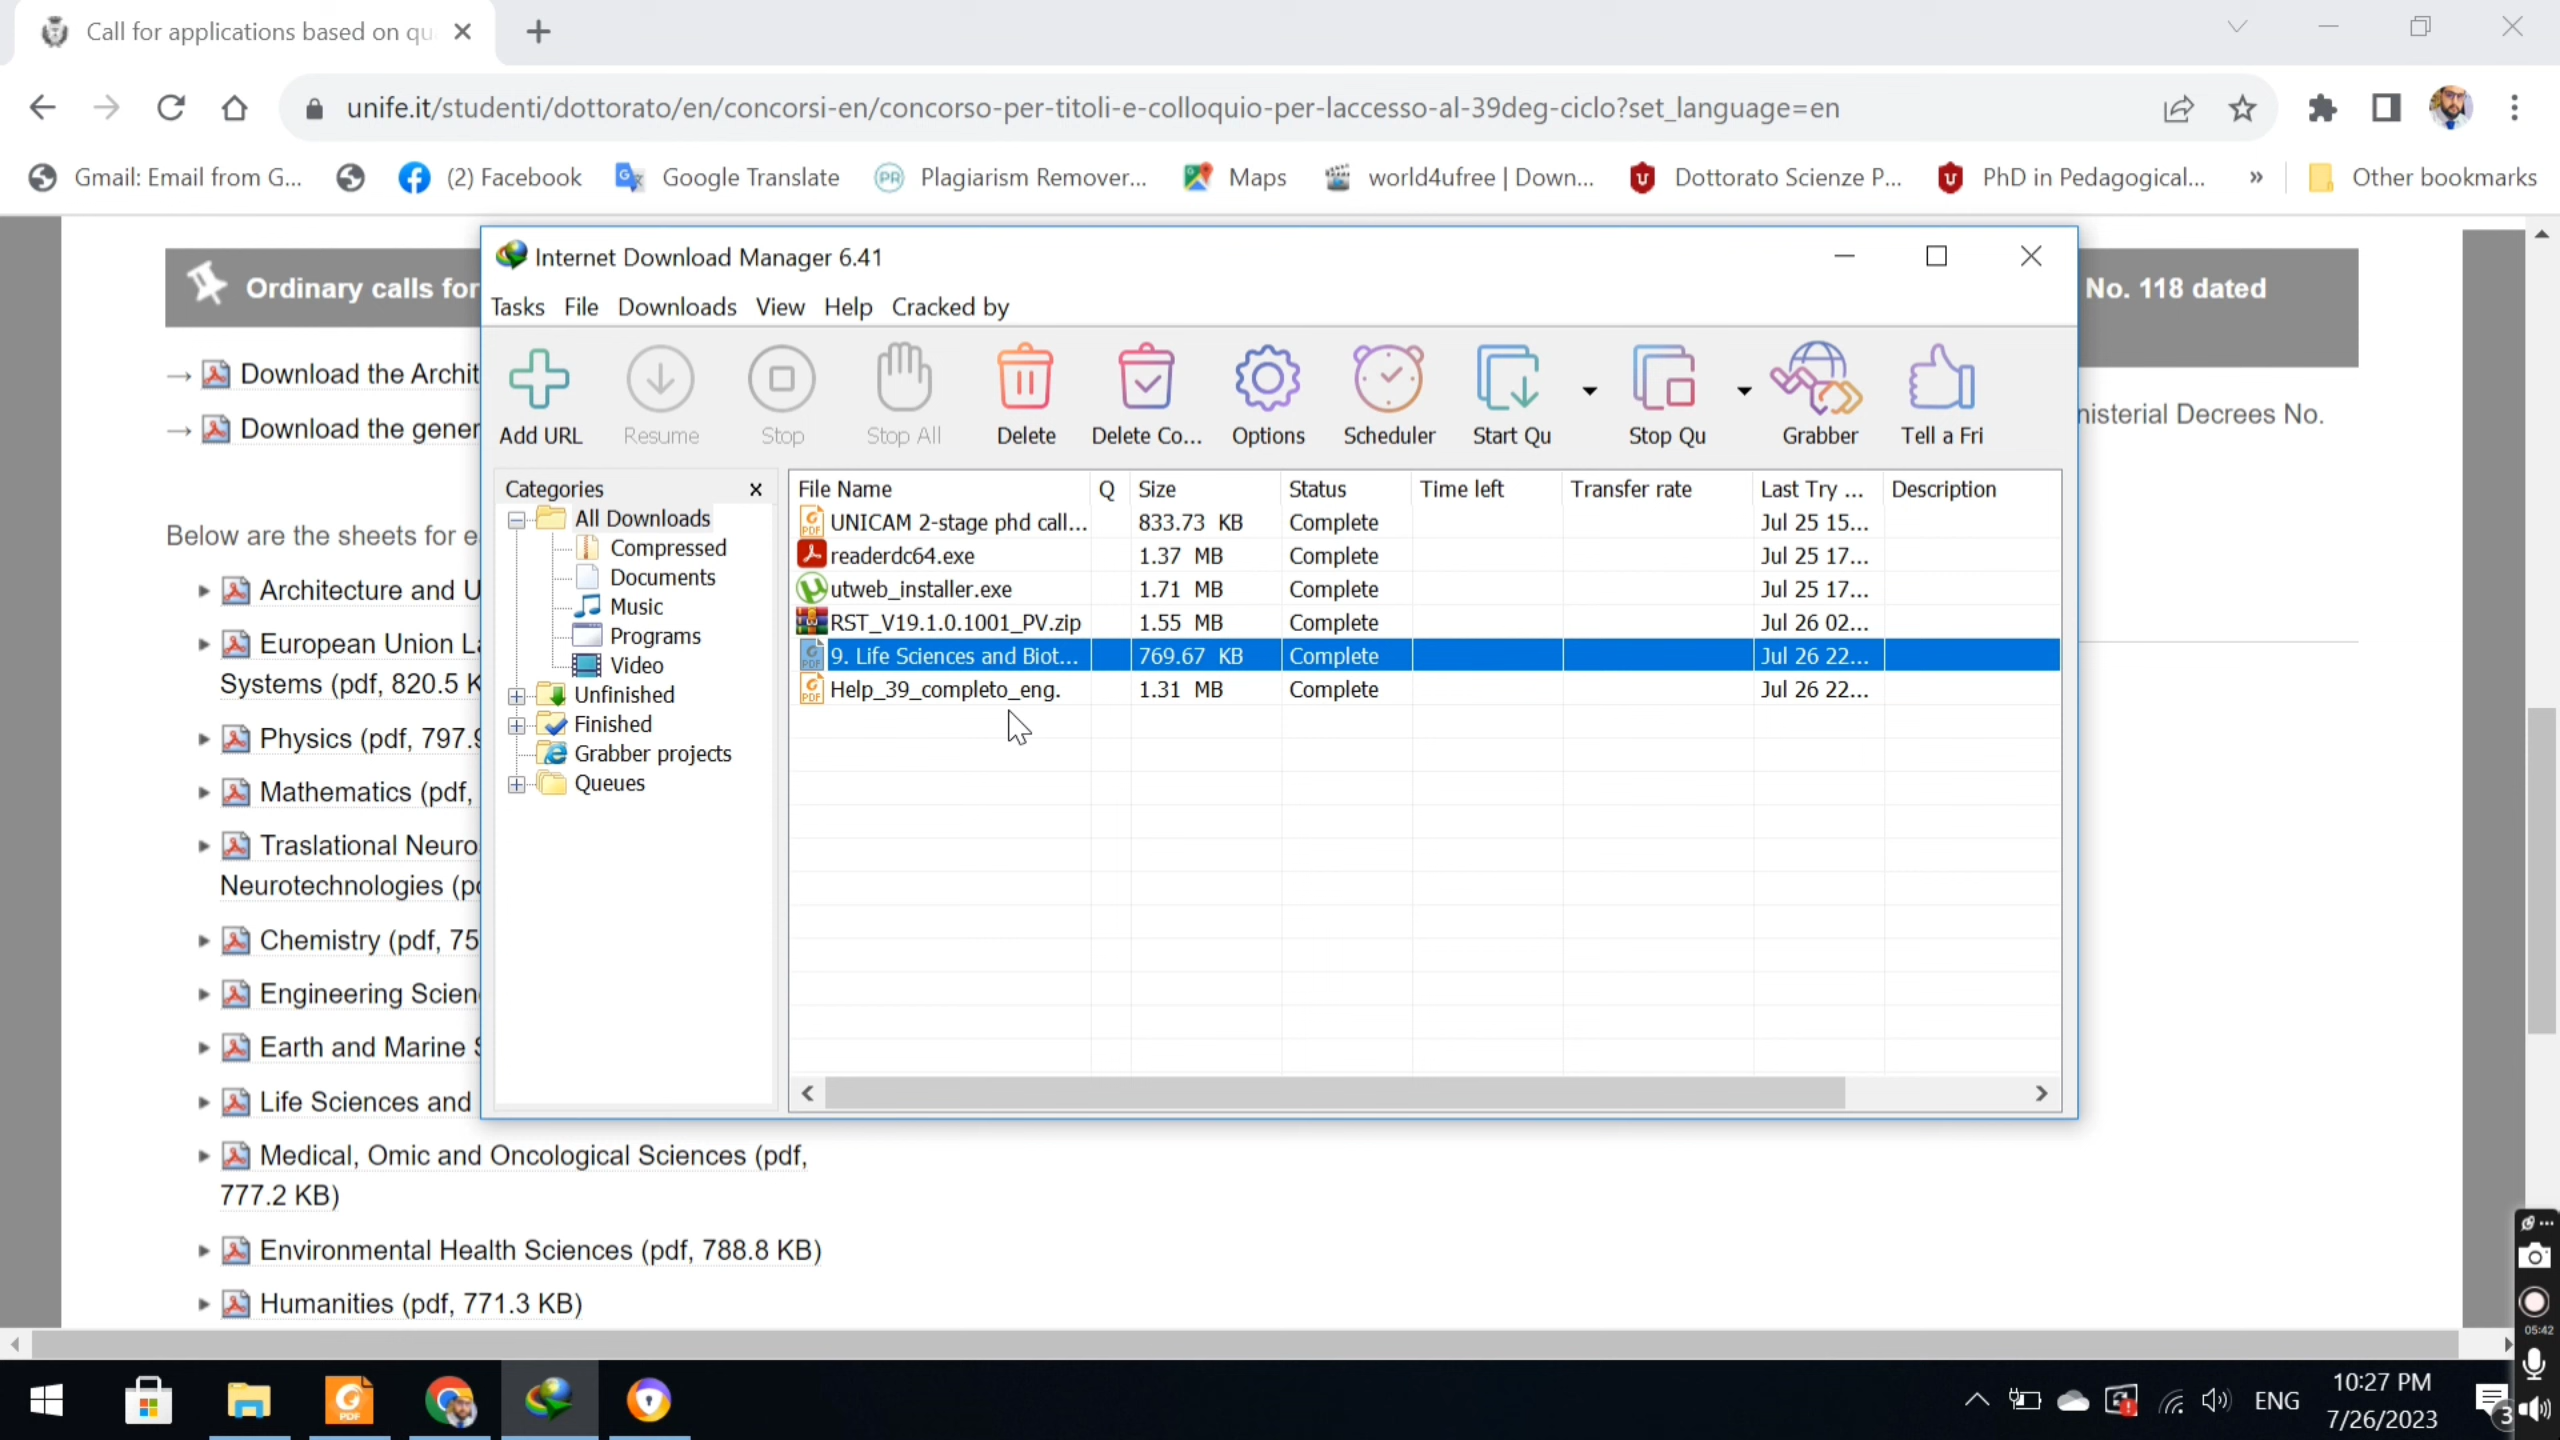 Call for applications based on qu
unife.it/studenti/dottorato/en/concorsi-en/concorso-per-titoli-e-colloquio-per-laccesso-al-39deg-ciclo?set_language=en
Gmail: Email from G... (2) Facebook Google Translate PR Plagiarism Remover... Maps world4ufree | Down... Dottorato Scienze P... PhD in Pedagogical... » Other bookmarks
Ordinary calls for
No. 118 dated
Download the Archit
nisterial Decrees No.
Download the gener
Below are the sheets for e
Architecture and U
European Union La
Systems (pdf, 820.5 K
Physics (pdf, 797.9
Mathematics (pdf,
Traslational Neuro
Neurotechnologies (pd
Chemistry (pdf, 75
Engineering Scien
Earth and Marine S
Life Sciences and
Medical, Omic and Oncological Sciences (pdf,
777.2 KB)
Environmental Health Sciences (pdf, 788.8 KB)
Humanities (pdf, 771.3 KB)
Internet Download Manager 6.41
Tasks File Downloads View Help Cracked by
Add URL Resume Stop Stop All Delete Delete Co... Options Scheduler Start Qu Stop Qu Grabber Tell a Fri
Categories
All Downloads
Compressed
Documents
Music
Programs
Video
Unfinished
Finished
Grabber projects
Queues
File Name Q Size Status Time left Transfer rate Last Try ... Description
UNICAM 2-stage phd call... 833.73 KB Complete Jul 25 15...
readerdc64.exe 1.37 MB Complete Jul 25 17...
utweb_installer.exe 1.71 MB Complete Jul 25 17...
RST_V19.1.0.1001_PV.zip 1.55 MB Complete Jul 26 02...
9. Life Sciences and Biot... 769.67 KB Complete Jul 26 22...
Help_39_completo_eng. 1.31 MB Complete Jul 26 22...
05:42
PDF
ENG
10:27 PM
7/26/2023
3